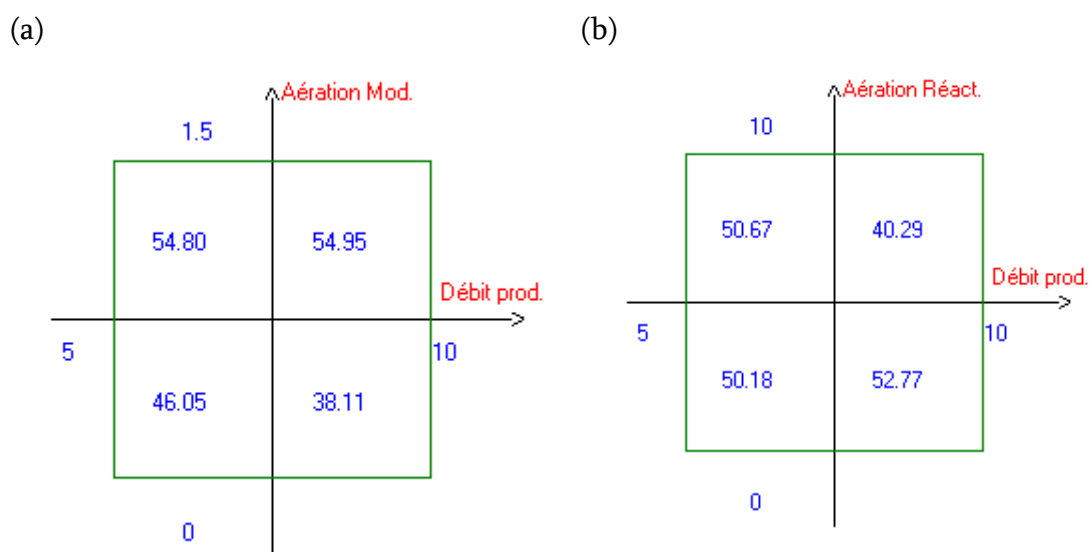 (a)
Aération Mod.
1.5
54.80 54.95
Débit prod.
5 10
46.05 38.11
0
(b)
Aération Réact.
10
50.67 40.29
Débit prod.
5 10
50.18 52.77
0